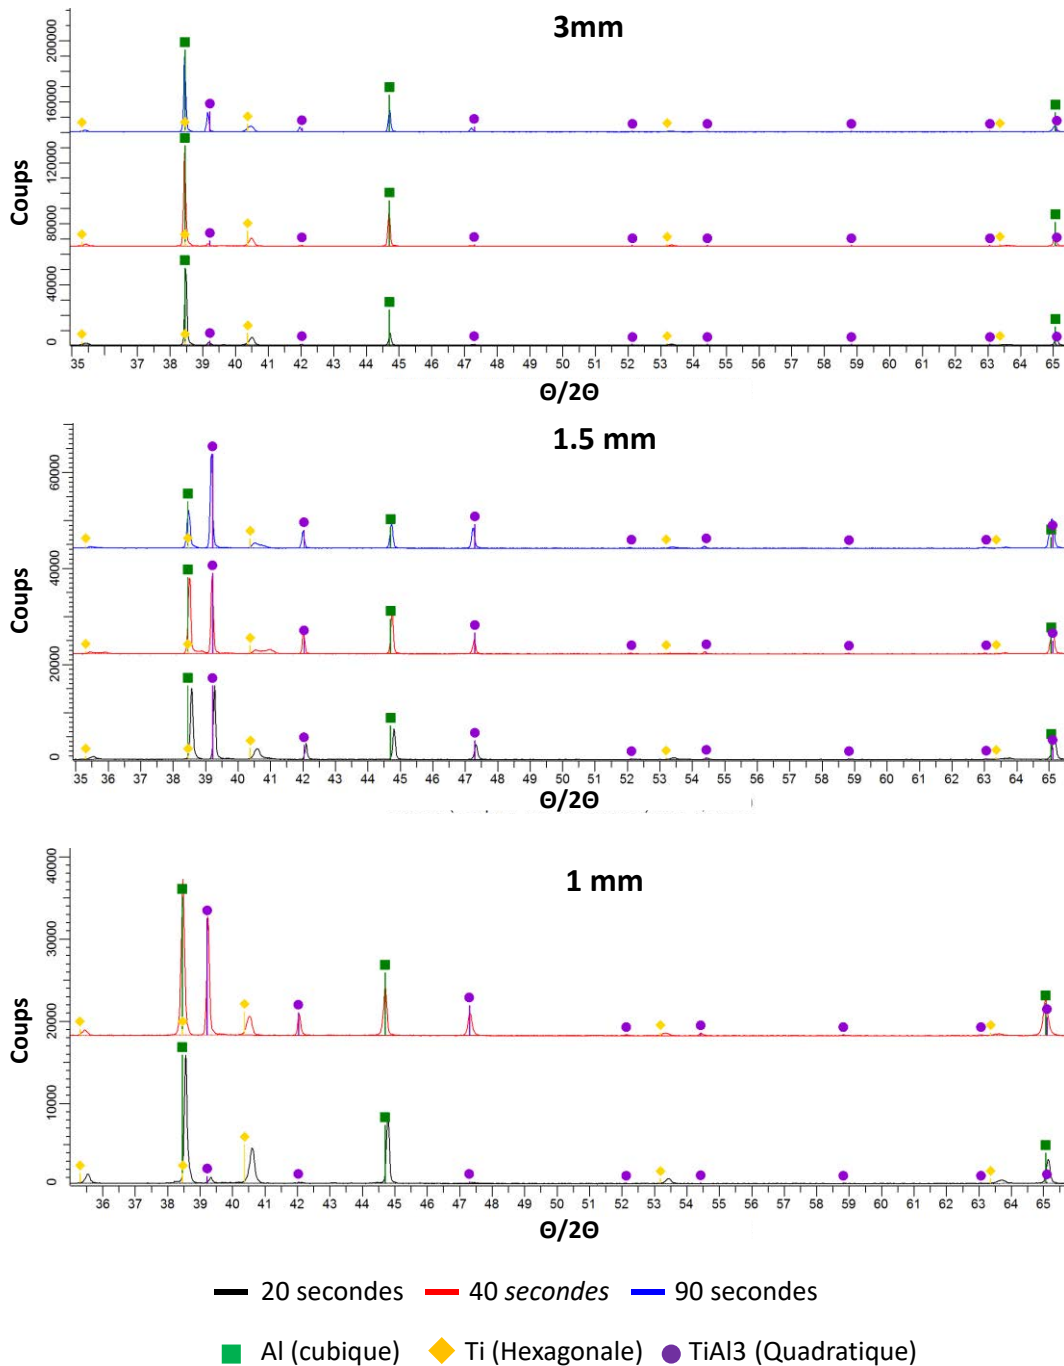 3mm
200000
160000
120000
80000
40000
0
Coups
35 37 38 39 40 41 42 43 44 45 46 47 48 49 50 51 52 53 54 55 56 57 58 59 60 61 62 63 64 65
Θ/2Θ
1.5 mm
60000
40000
20000
0
Coups
35 36 37 38 39 40 41 42 43 44 45 46 47 48 49 50 51 52 53 54 55 56 57 58 59 60 61 62 63 64 65
Θ/2Θ
1 mm
40000
30000
20000
10000
0
Coups
36 37 38 39 40 41 42 43 44 45 46 47 48 49 50 51 52 53 54 55 56 57 58 59 60 61 62 63 64 65
Θ/2Θ
20 secondes 40 secondes 90 secondes
Al (cubique) Ti (Hexagonale) TiAl3 (Quadratique)